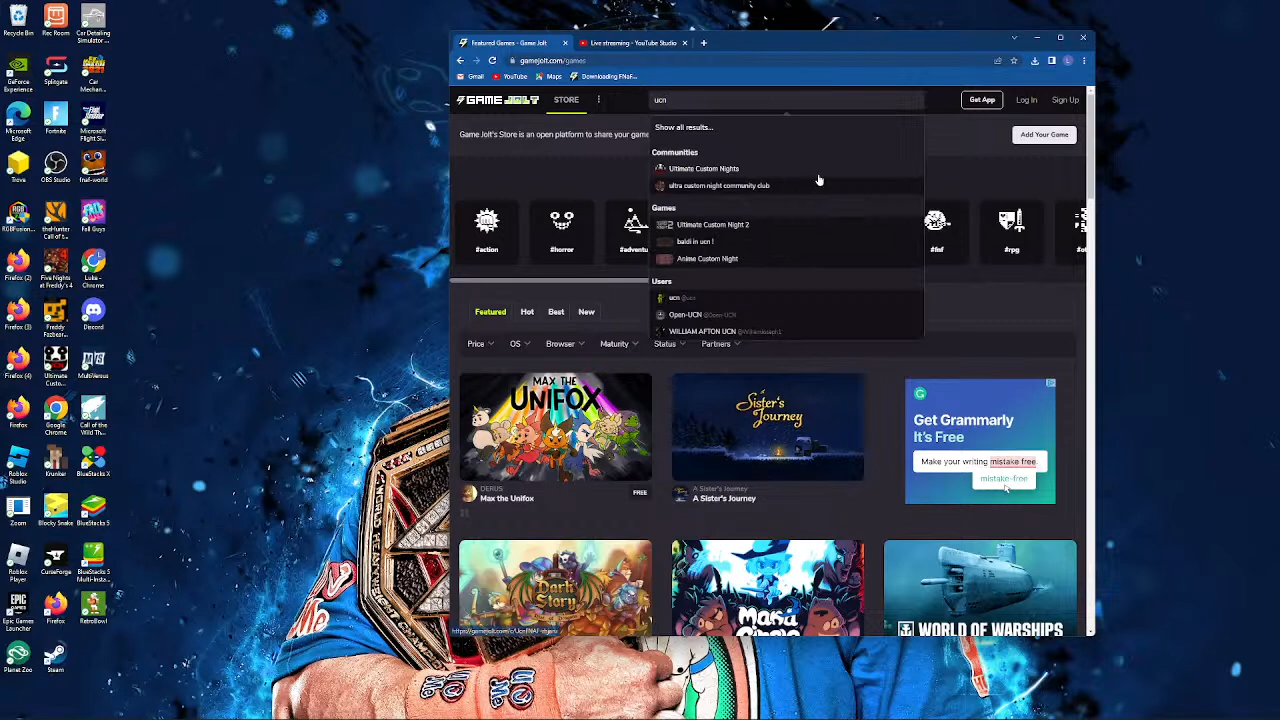 Recycle Bin
Rec Room
Car Detailing Simulator ...
GeForce Experience
Splitgate
Car Mechan...
Microsoft Edge
Fortnite
Microsoft Flight Si...
Trove
OBS Studio
fnaf-world
RGBFusion...
theHunter Call of t...
Fall Guys
Firefox (2)
Five Nights at Freddy's 4
Luke - Chrome
Firefox (3)
Freddy Fazbear...
Discord
Firefox (4)
Ultimate Custo...
MultiVersus
Firefox
Google Chrome
Call of the Wild Th...
Roblox Studio
Krunker
BlueStacks X
Zoom
Blocky Snake
BlueStacks 5
Roblox Player
CurseForge
BlueStacks 5 Multi-Insta...
Epic Games Launcher
Firefox
RetroBowl
Planet Zoo
Steam
Featured Games - Game Jolt
Live streaming - YouTube Studio
gamejolt.com/games
Gmail
YouTube
Maps
Downloading FNaF...
GAME JOLT
STORE
ucn
Get App
Log In
Sign Up
Game Jolt's Store is an open platform to share your game
Add Your Game
Show all results...
Communities
Ultimate Custom Nights
ultra custom night community club
Games
Ultimate Custom Night 2
baldi in ucn !
Anime Custom Night
Users
ucn @ucn
Open-UCN @Open-UCN
WILLIAM AFTON UCN
#action
#horror
#adventu
#fnf
#rpg
Featured
Hot
Best
New
Price
OS
Browser
Maturity
Status
Partners
MAX THE UNIFOX
Sister's Journey
Get Grammarly
It's Free
Make your writing mistake free.
mistake-free
DERUS
Max the Unifox
FREE
A Sister's Journey
A Sister's Journey
Dark Story
WORLD OF WARSHIPS